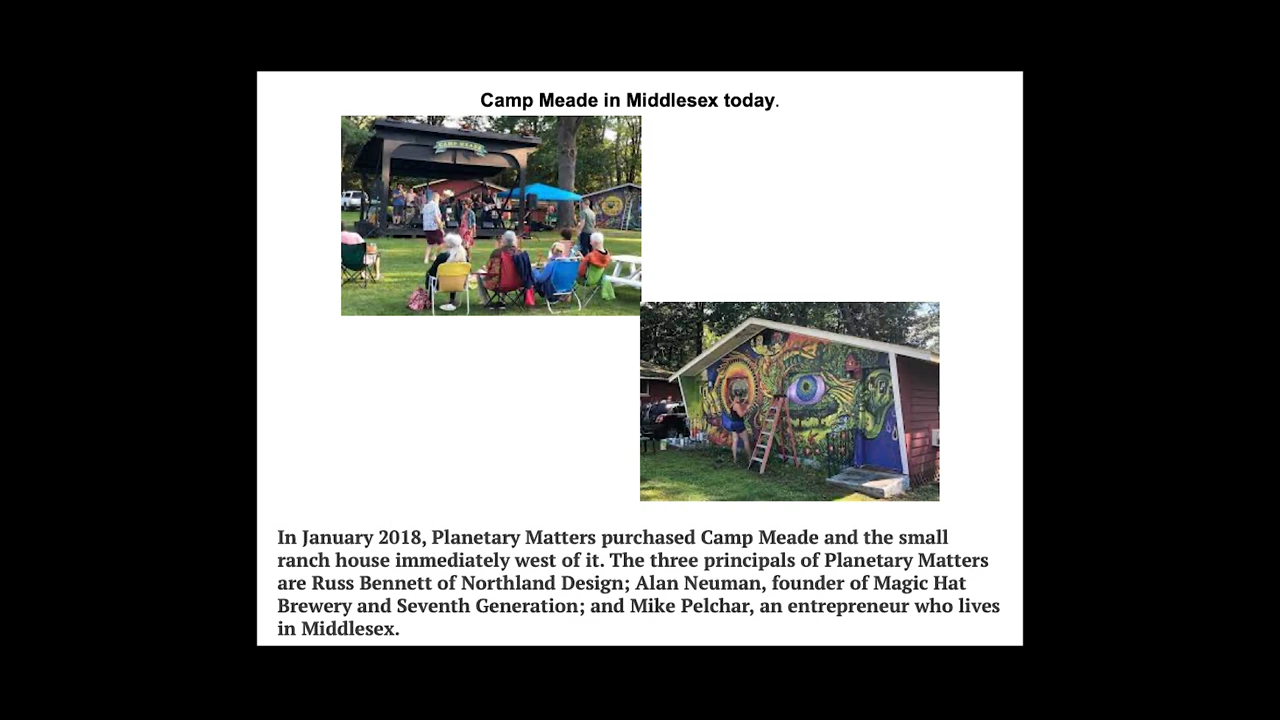 Camp Meade in Middlesex today.
CAMP MEADE
In January 2018, Planetary Matters purchased Camp Meade and the small
ranch house immediately west of it. The three principals of Planetary Matters
are Russ Bennett of Northland Design; Alan Neuman, founder of Magic Hat
Brewery and Seventh Generation; and Mike Pelchar, an entrepreneur who lives
in Middlesex.